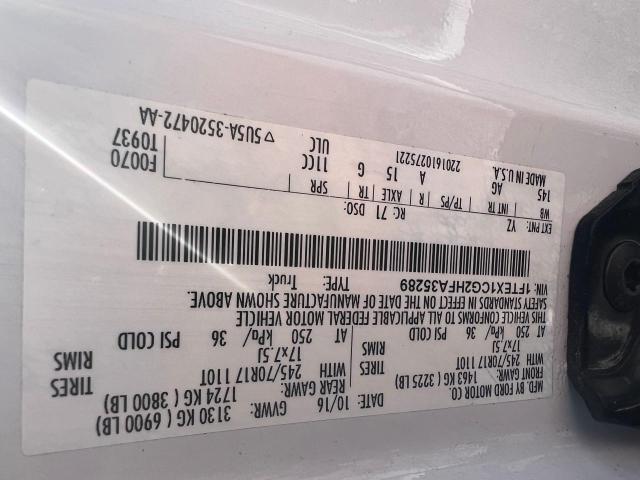 MFD. BY FORD MOTOR CO.
DATE: 10/16 GVWR: 3130 KG ( 6900 LB)
FRONT GAWR: REAR GAWR:
1463 KG ( 3225 LB) 1724 KG ( 3800 LB)
WITH 245/70R17 110T TIRES WITH 245/70R17 110T TIRES
17x7.5J RIMS 17x7.5J RIMS
AT 250 kPa/ 36 PSI COLD AT 250 kPa/ 36 PSI COLD
THIS VEHICLE CONFORMS TO ALL APPLICABLE FEDERAL MOTOR VEHICLE
SAFETY STANDARDS IN EFFECT ON THE DATE OF MANUFACTURE SHOWN ABOVE.
VIN: 1FTEX1CG2HFA35289 TYPE: Truck
EXT PNT: YZ RC: 71 DSO:
WB INT TR TP/PS R AXLE TR SPR
145 AG A 15 G 11CC F0070
T0937
MADE IN U.S.A. 2201610275221 ULC
5U5A-3520472-AA